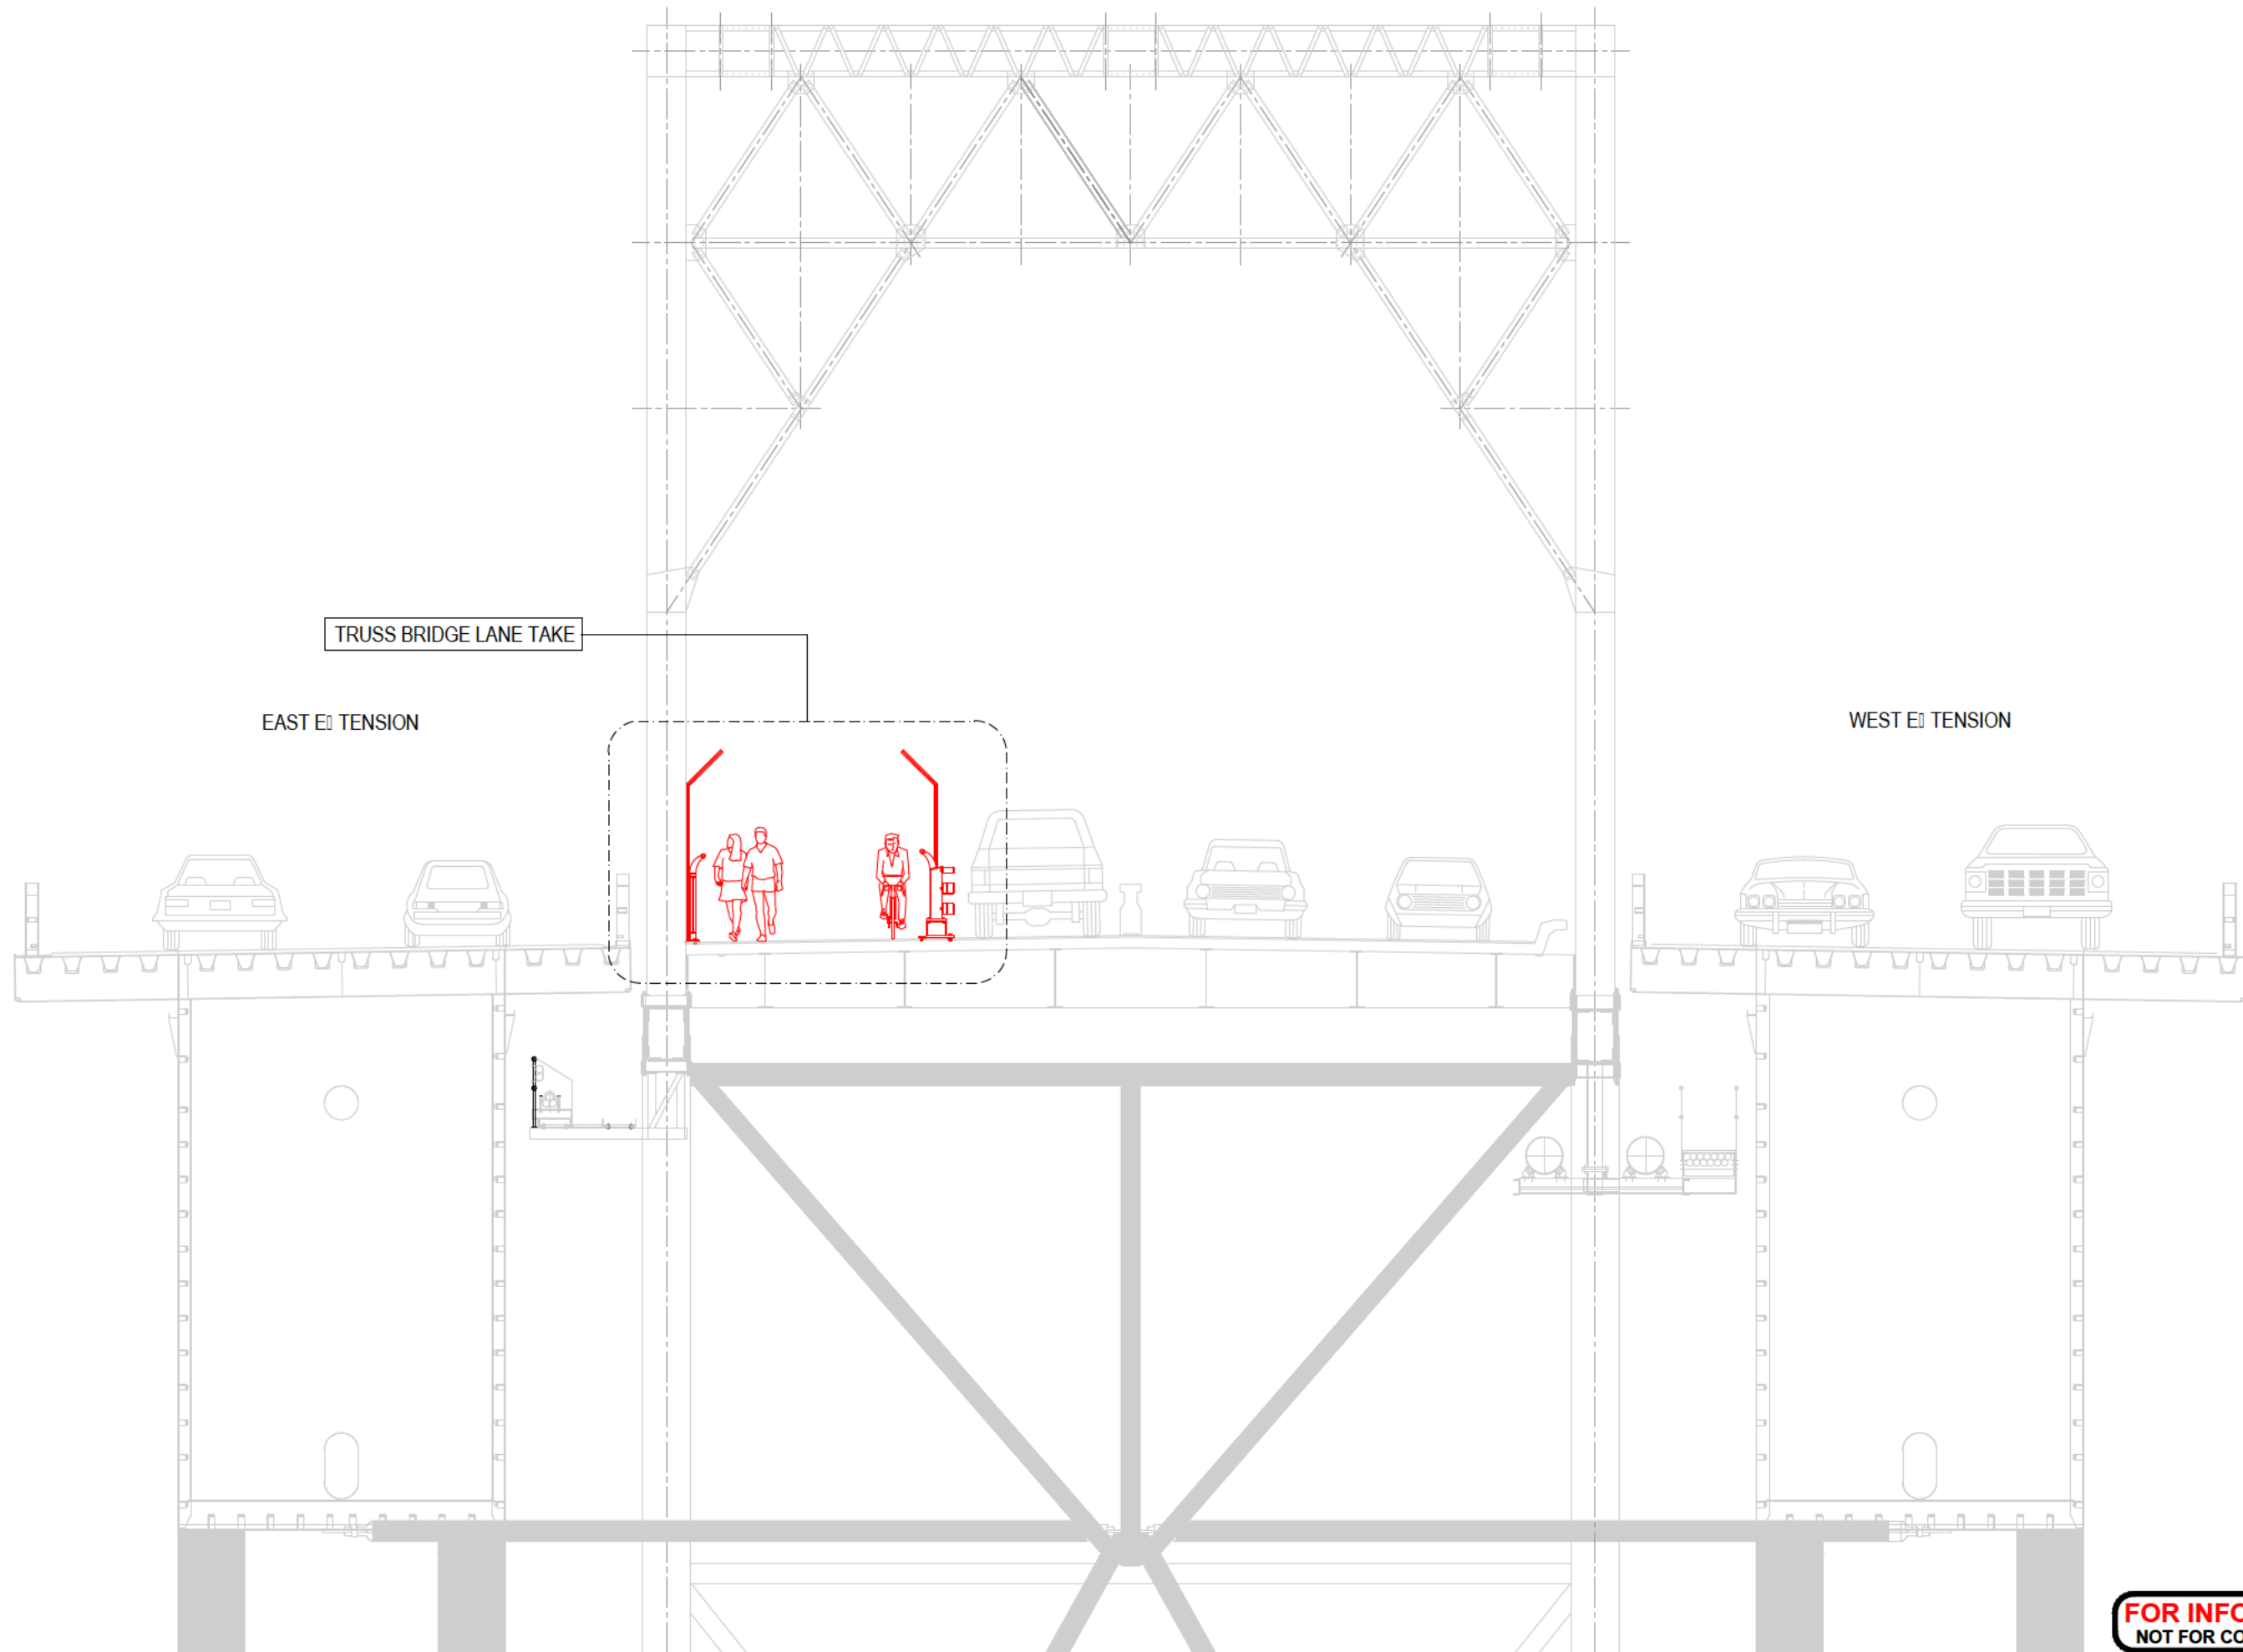 TRUSS BRIDGE LANE TAKE
EAST E▯ TENSION
WEST E▯ TENSION
FOR INFO
NOT FOR CO